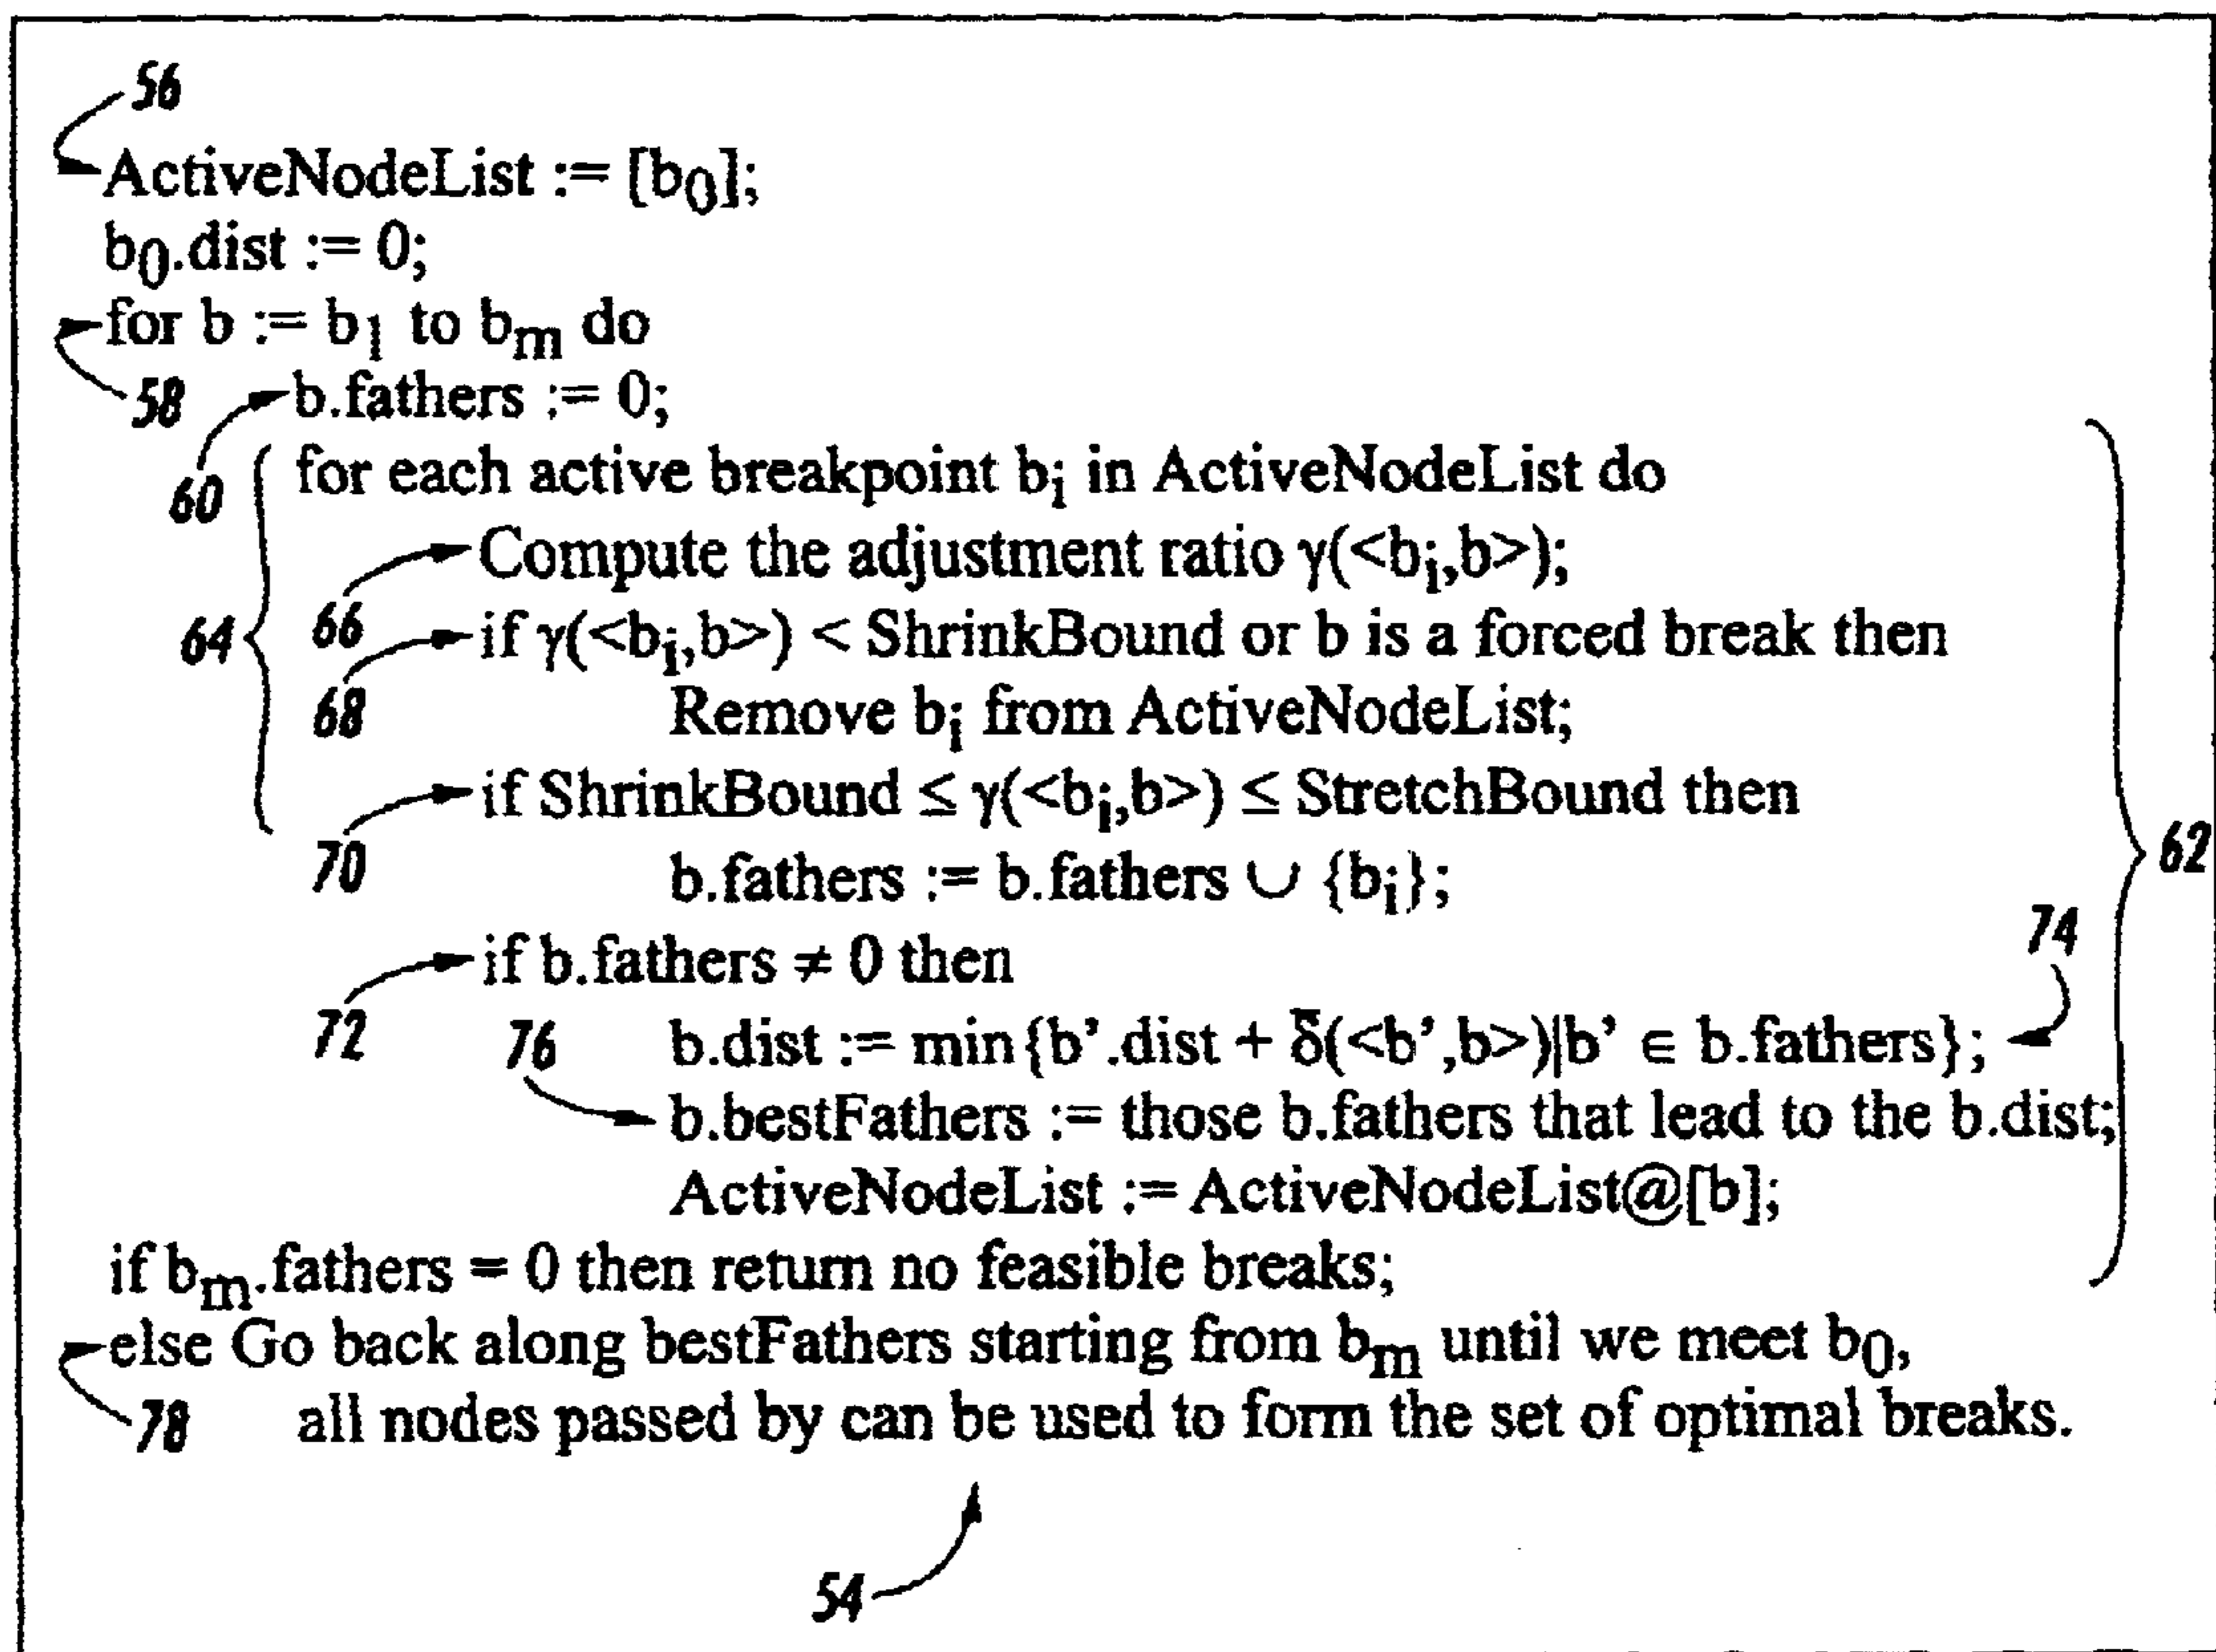 56
ActiveNodeList := [b0];
b0.dist := 0;
for b := b1 to bm do
58
b.fathers := 0;
60
for each active breakpoint bi in ActiveNodeList do
Compute the adjustment ratio γ(<bi,b>);
64
66
if γ(<bi,b>) < ShrinkBound or b is a forced break then
68
Remove bi from ActiveNodeList;
if ShrinkBound ≤ γ(<bi,b>) ≤ StretchBound then
62
70
b.fathers := b.fathers ∪ {bi};
74
if b.fathers ≠ 0 then
72
76
b.dist := min{b'.dist + δ̄(<b',b>)|b' ∈ b.fathers};
b.bestFathers := those b.fathers that lead to the b.dist;
ActiveNodeList := ActiveNodeList@[b];
if bm.fathers = 0 then return no feasible breaks;
else Go back along bestFathers starting from bm until we meet b0,
78
all nodes passed by can be used to form the set of optimal breaks.
54